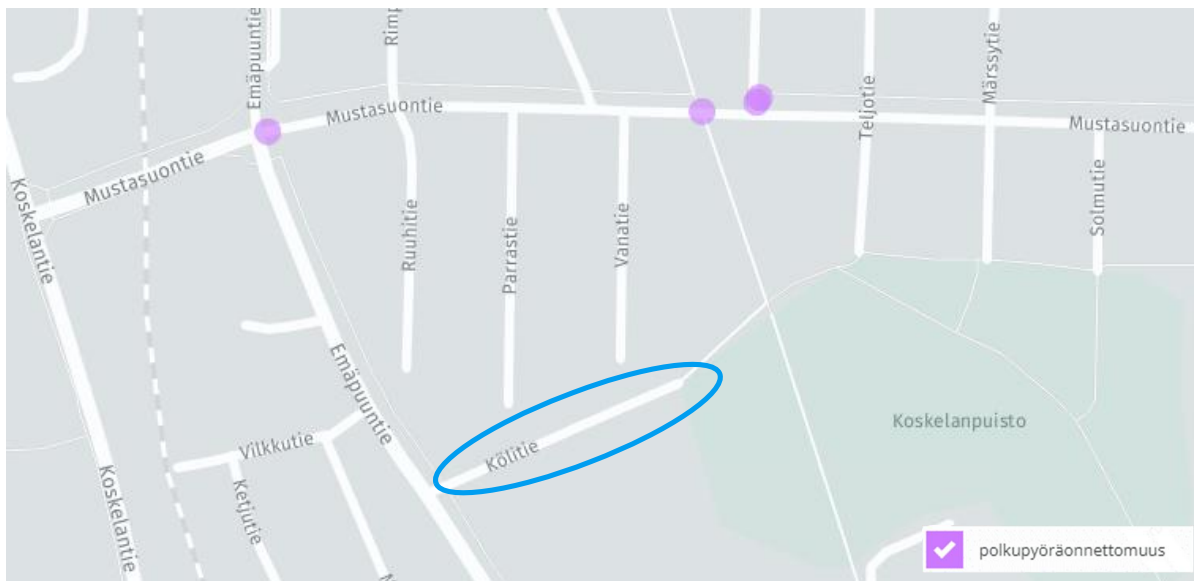 Emäpuuntie
Rimp
Mustasuontie
Teljotie
Märssytie
Mustasuontie
Mustasuontie
Koskelantie
Ruuhitie
Parrastie
Vanatie
Solmutie
Emäpuuntie
Koskelanpuisto
Vilkkutie
Kölitie
Koskelantie
Ketjutie
polkupyöräonnettomuus